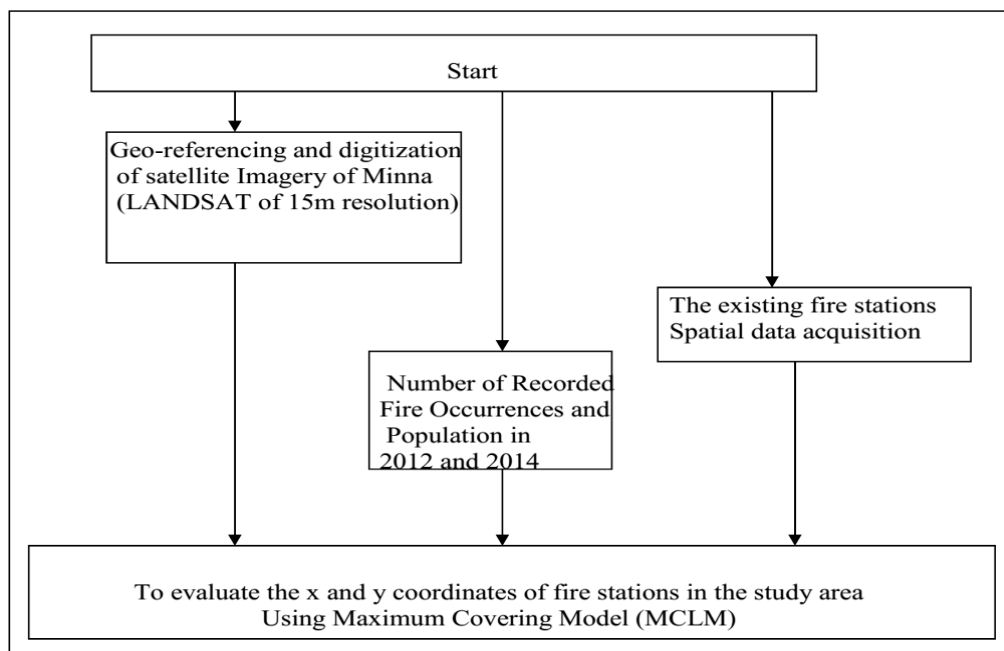 Start
Geo-referencing and digitization
of satellite Imagery of Minna
(LANDSAT of 15m resolution)
The existing fire stations
Spatial data acquisition
Number of Recorded
Fire Occurrences and
Population in
2012 and 2014
To evaluate the x and y coordinates of fire stations in the study area
Using Maximum Covering Model (MCLM)